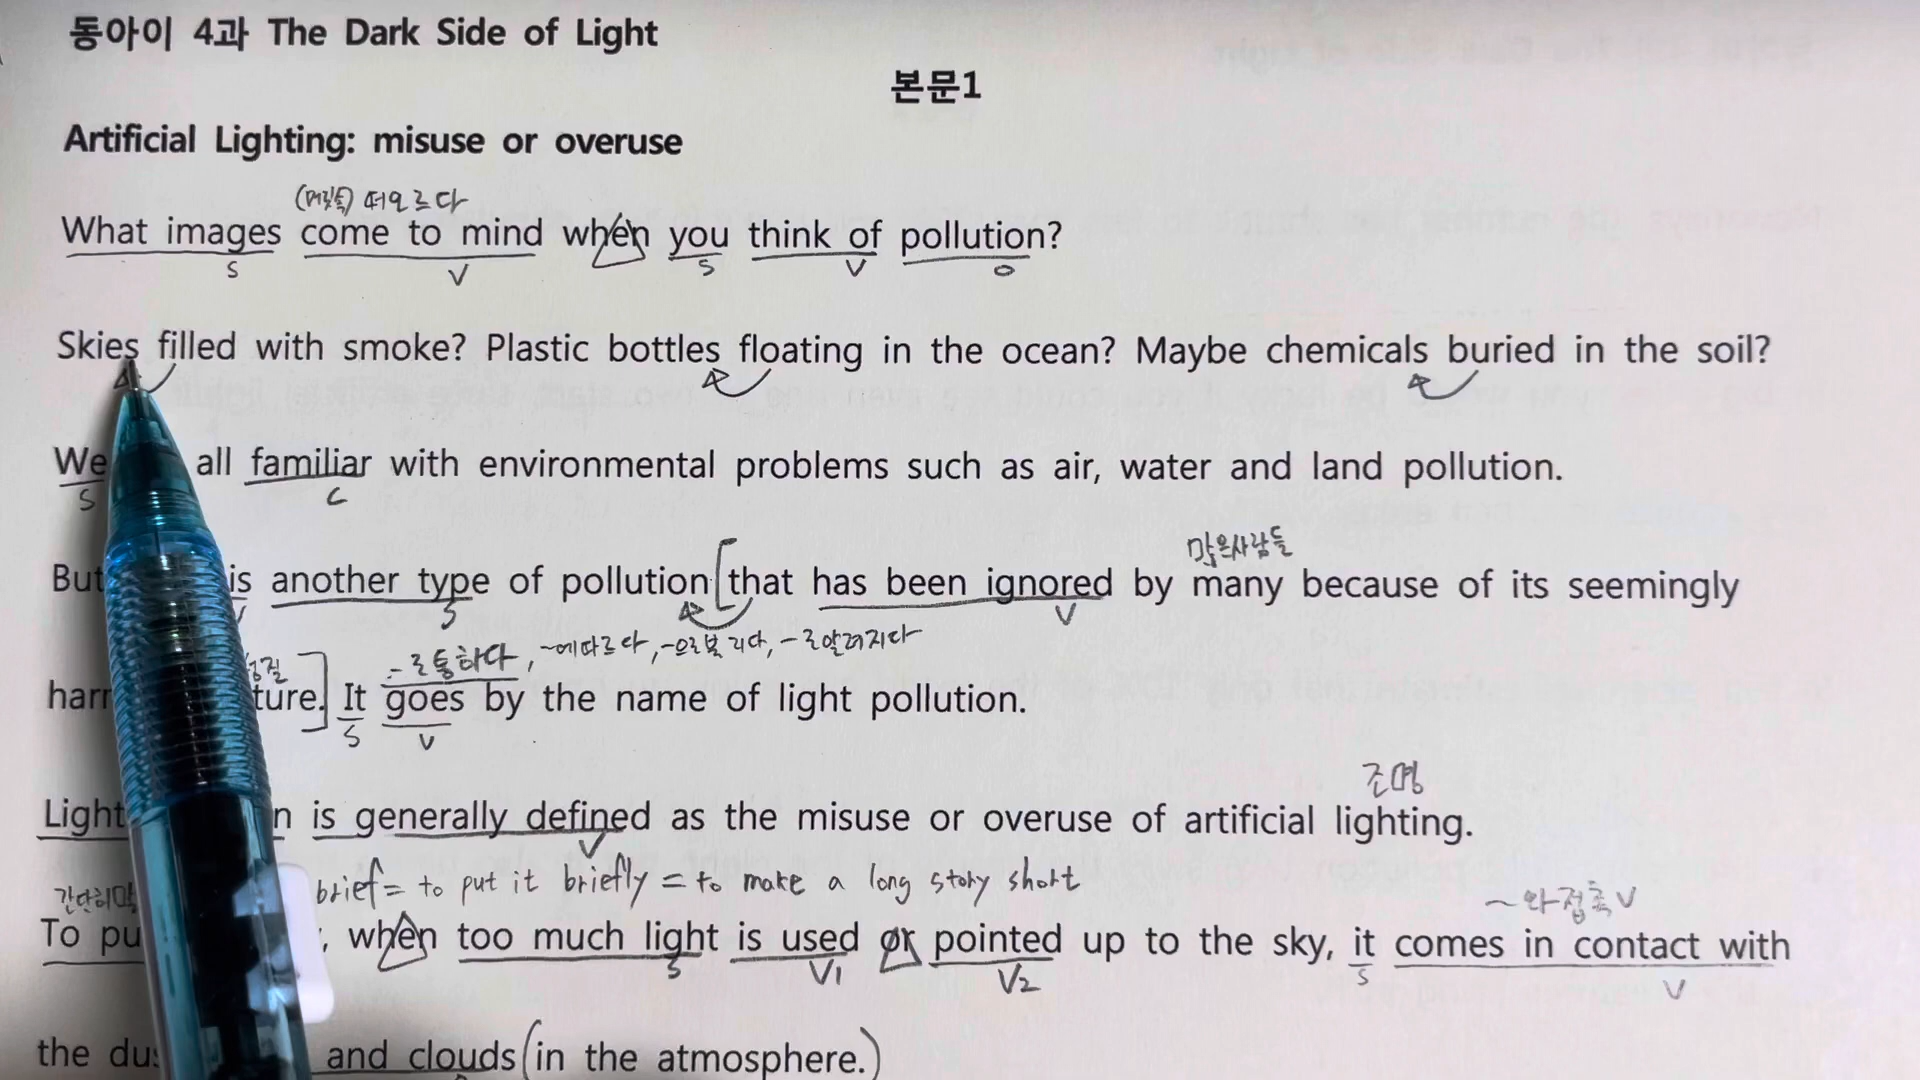 동아이 4과 The Dark Side of Light
본문1
Artificial Lighting: misuse or overuse
(머릿속) 떠오르다
What images come to mind when you think of pollution?
S V S V O
Skies filled with smoke? Plastic bottles floating in the ocean? Maybe chemicals buried in the soil?
We all familiar with environmental problems such as air, water and land pollution.
S C
많은사람들
But is another type of pollution [that has been ignored by many because of its seemingly
V S V
~로통하다, ~에따르다, ~으로불리다, ~로알려지다
harm ture.] It goes by the name of light pollution.
S V
조명
Light n is generally defined as the misuse or overuse of artificial lighting.
V
간단히 brief = to put it briefly = to make a long story short ~와접촉V
To pu , when too much light is used or pointed up to the sky, it comes in contact with
S V1 V2 S V
the dus and clouds (in the atmosphere.)